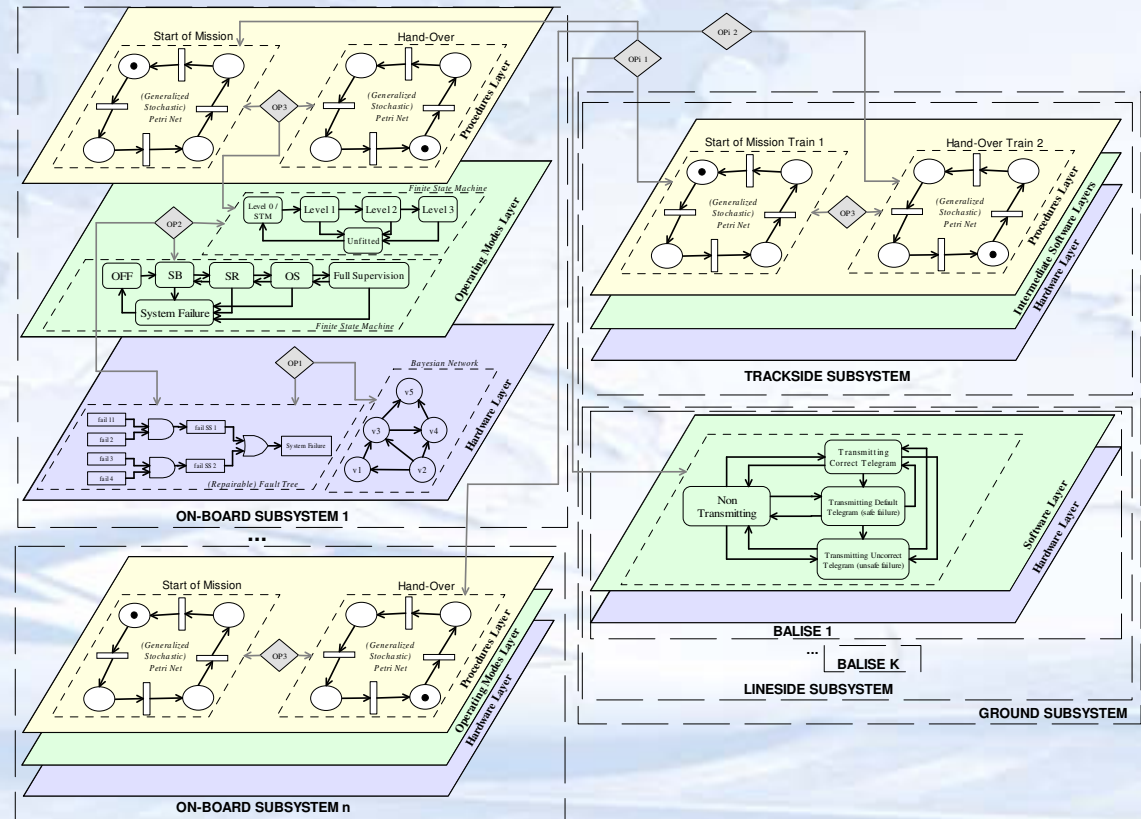 Start of Mission
Hand-Over
(Generalized
Stochastic)
Petri Net
OP3
(Generalized
Stochastic)
Petri Net
Procedures Layer
OPi 1
OPi 2
Finite State Machine
Level 0 /
STM
Level 1
Level 2
Level 3
Unfitted
OP2
OFF
SB
SR
OS
Full Supervision
System Failure
Finite State Machine
Operating Modes Layer
OP1
Bayesian Network
fail 11
fail 2
fail 3
fail 4
fail SS 1
fail SS 2
System Failure
(Repairable) Fault Tree
v5
v3
v4
v1
v2
Hardware Layer
ON-BOARD SUBSYSTEM 1
...
Start of Mission
Hand-Over
(Generalized
Stochastic)
Petri Net
OP3
(Generalized
Stochastic)
Petri Net
Procedures Layer
Operating Modes Layer
Hardware Layer
ON-BOARD SUBSYSTEM n
Start of Mission Train 1
Hand-Over Train 2
(Generalized
Stochastic)
Petri Net
OP3
(Generalized
Stochastic)
Petri Net
Procedures Layer
Intermediate Software Layers
Hardware Layer
TRACKSIDE SUBSYSTEM
Transmitting
Correct Telegram
Non
Transmitting
Transmitting Default
Telegram (safe failure)
Transmitting Uncorrect
Telegram (unsafe failure)
Software Layer
Hardware Layer
BALISE 1
...
BALISE K
LINESIDE SUBSYSTEM
GROUND SUBSYSTEM